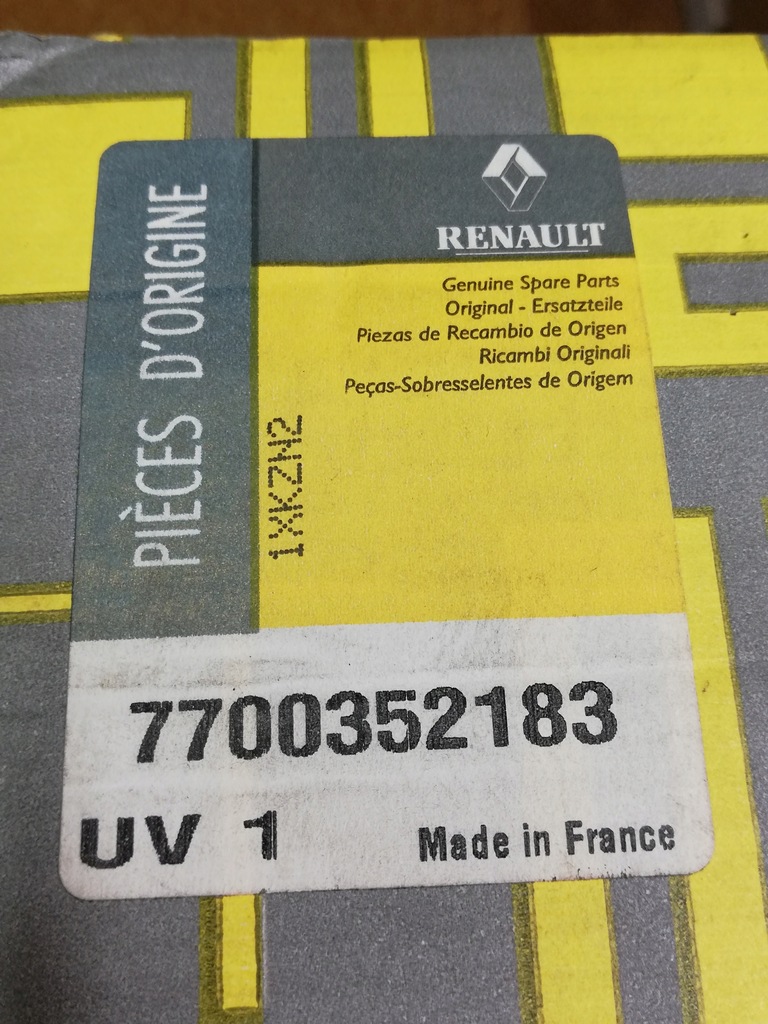 PIÈCES D'ORIGINE
RENAULT
Genuine Spare Parts
Original - Ersatzteile
Piezas de Recambio de Origen
Ricambi Originali
Peças-Sobresselentes de Origem
1XKZN2
7700352183
UV 1
Made in France